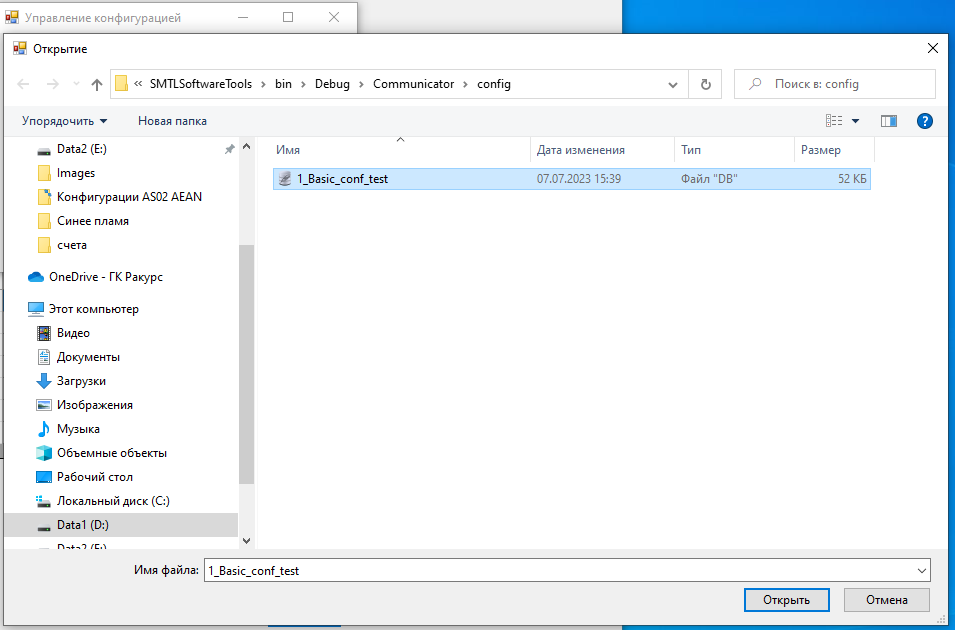 Управление конфигурацией
Открытие
« SMTLSoftwareTools › bin › Debug › Communicator › config
Поиск в: config
Упорядочить
Новая папка
Data2 (E:)
Images
Конфигурации AS02 AEAN
Синее пламя
счета
OneDrive - ГК Ракурс
Этот компьютер
Видео
Документы
Загрузки
Изображения
Музыка
Объемные объекты
Рабочий стол
Локальный диск (C:)
Data1 (D:)
Data2 (E:)
Имя Дата изменения Тип Размер
1_Basic_conf_test 07.07.2023 15:39 Файл "DB" 52 КБ
Имя файла: 1_Basic_conf_test
Открыть Отмена